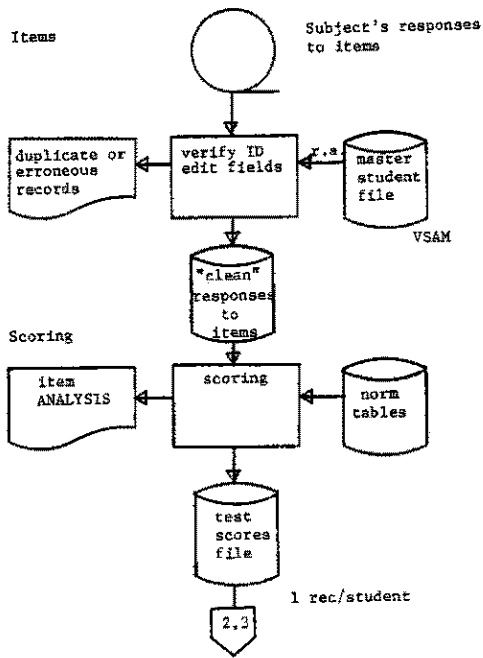 Items
Subject's responses
to items
duplicate or
erroneous
records
verify ID
edit fields
r.a.
master
student
file
VSAM
"clean"
responses
to
items
Scoring
item
ANALYSIS
scoring
norm
tables
test
scores
file
1 rec/student
2,3